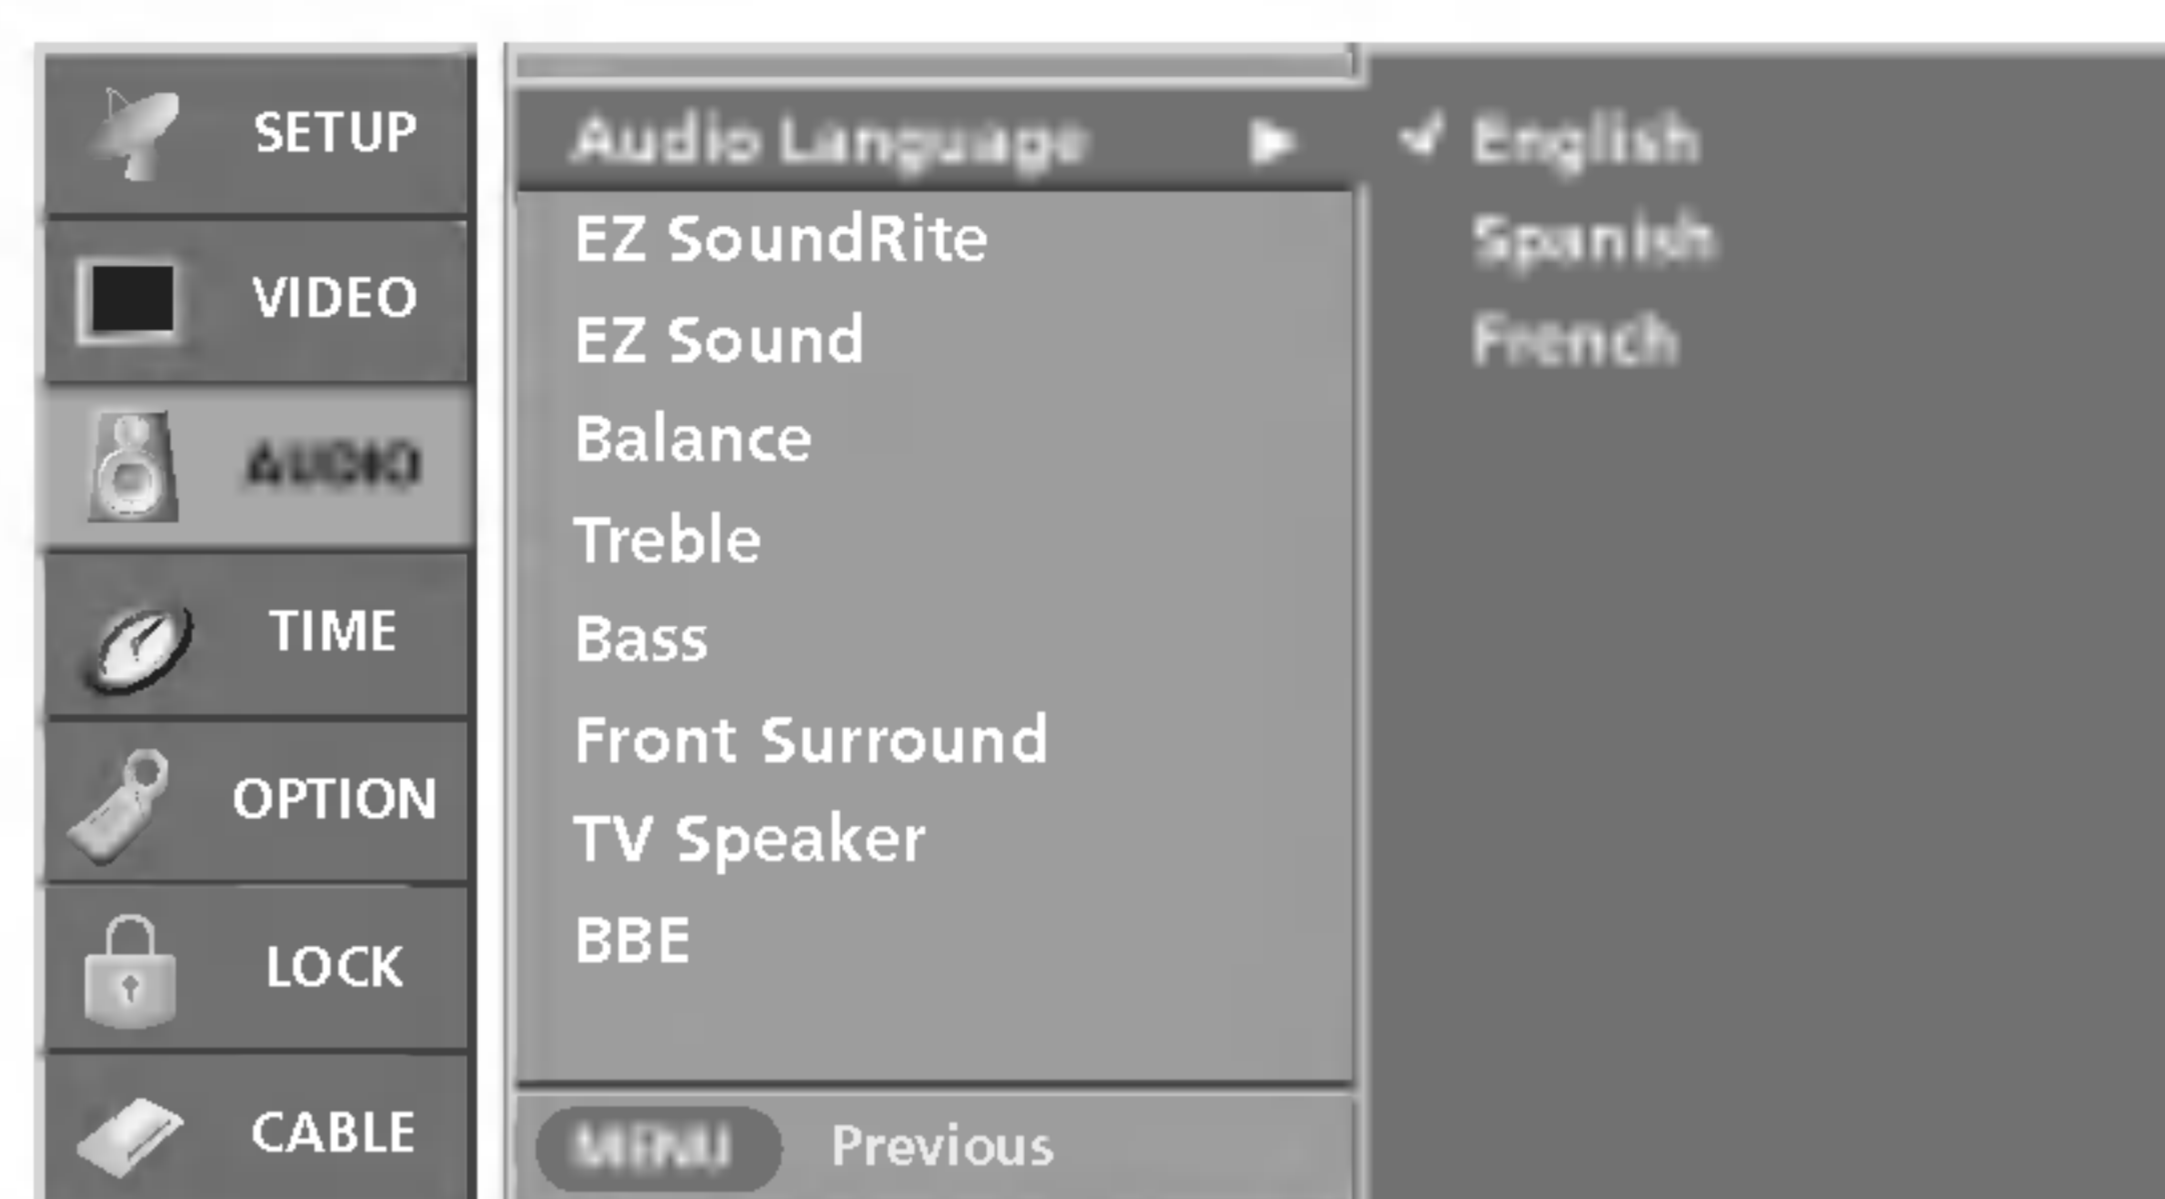 SETUP
VIDEO
AUDIO
TIME
OPTION
LOCK
CABLE
Audio Language
EZ SoundRite
EZ Sound
Balance
Treble
Bass
Front Surround
TV Speaker
BBE
MENU Previous
English
Spanish
French